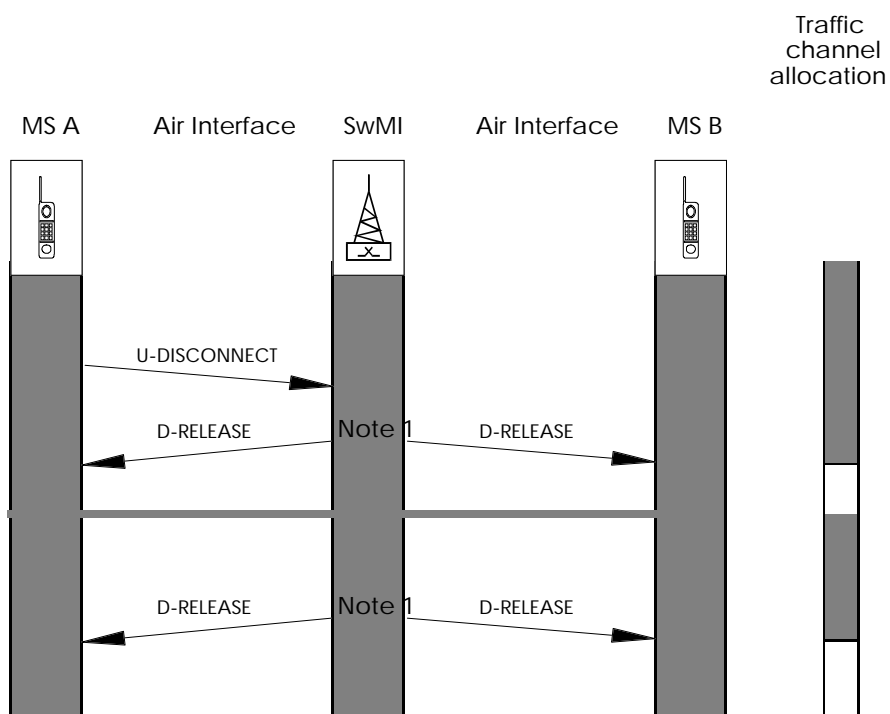 Traffic
channel
allocation
MS A Air Interface SwMI Air Interface MS B
U-DISCONNECT
D-RELEASE Note 1 D-RELEASE
D-RELEASE Note 1 D-RELEASE